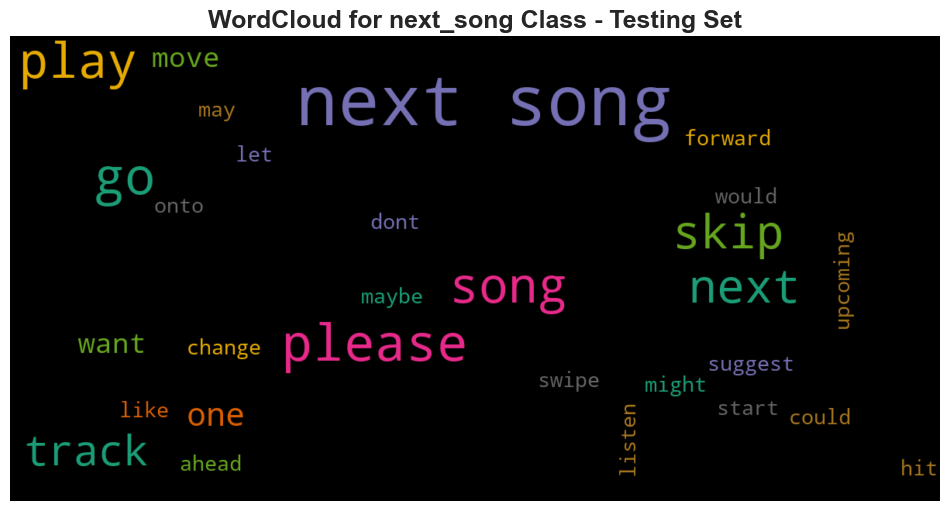 WordCloud for next_song Class - Testing Set
play
move
next song
may
forward
let
go
onto
would
dont
skip
upcoming
song
next
maybe
please
want
change
suggest
swipe
might
start
like
one
could
listen
track
ahead
hit